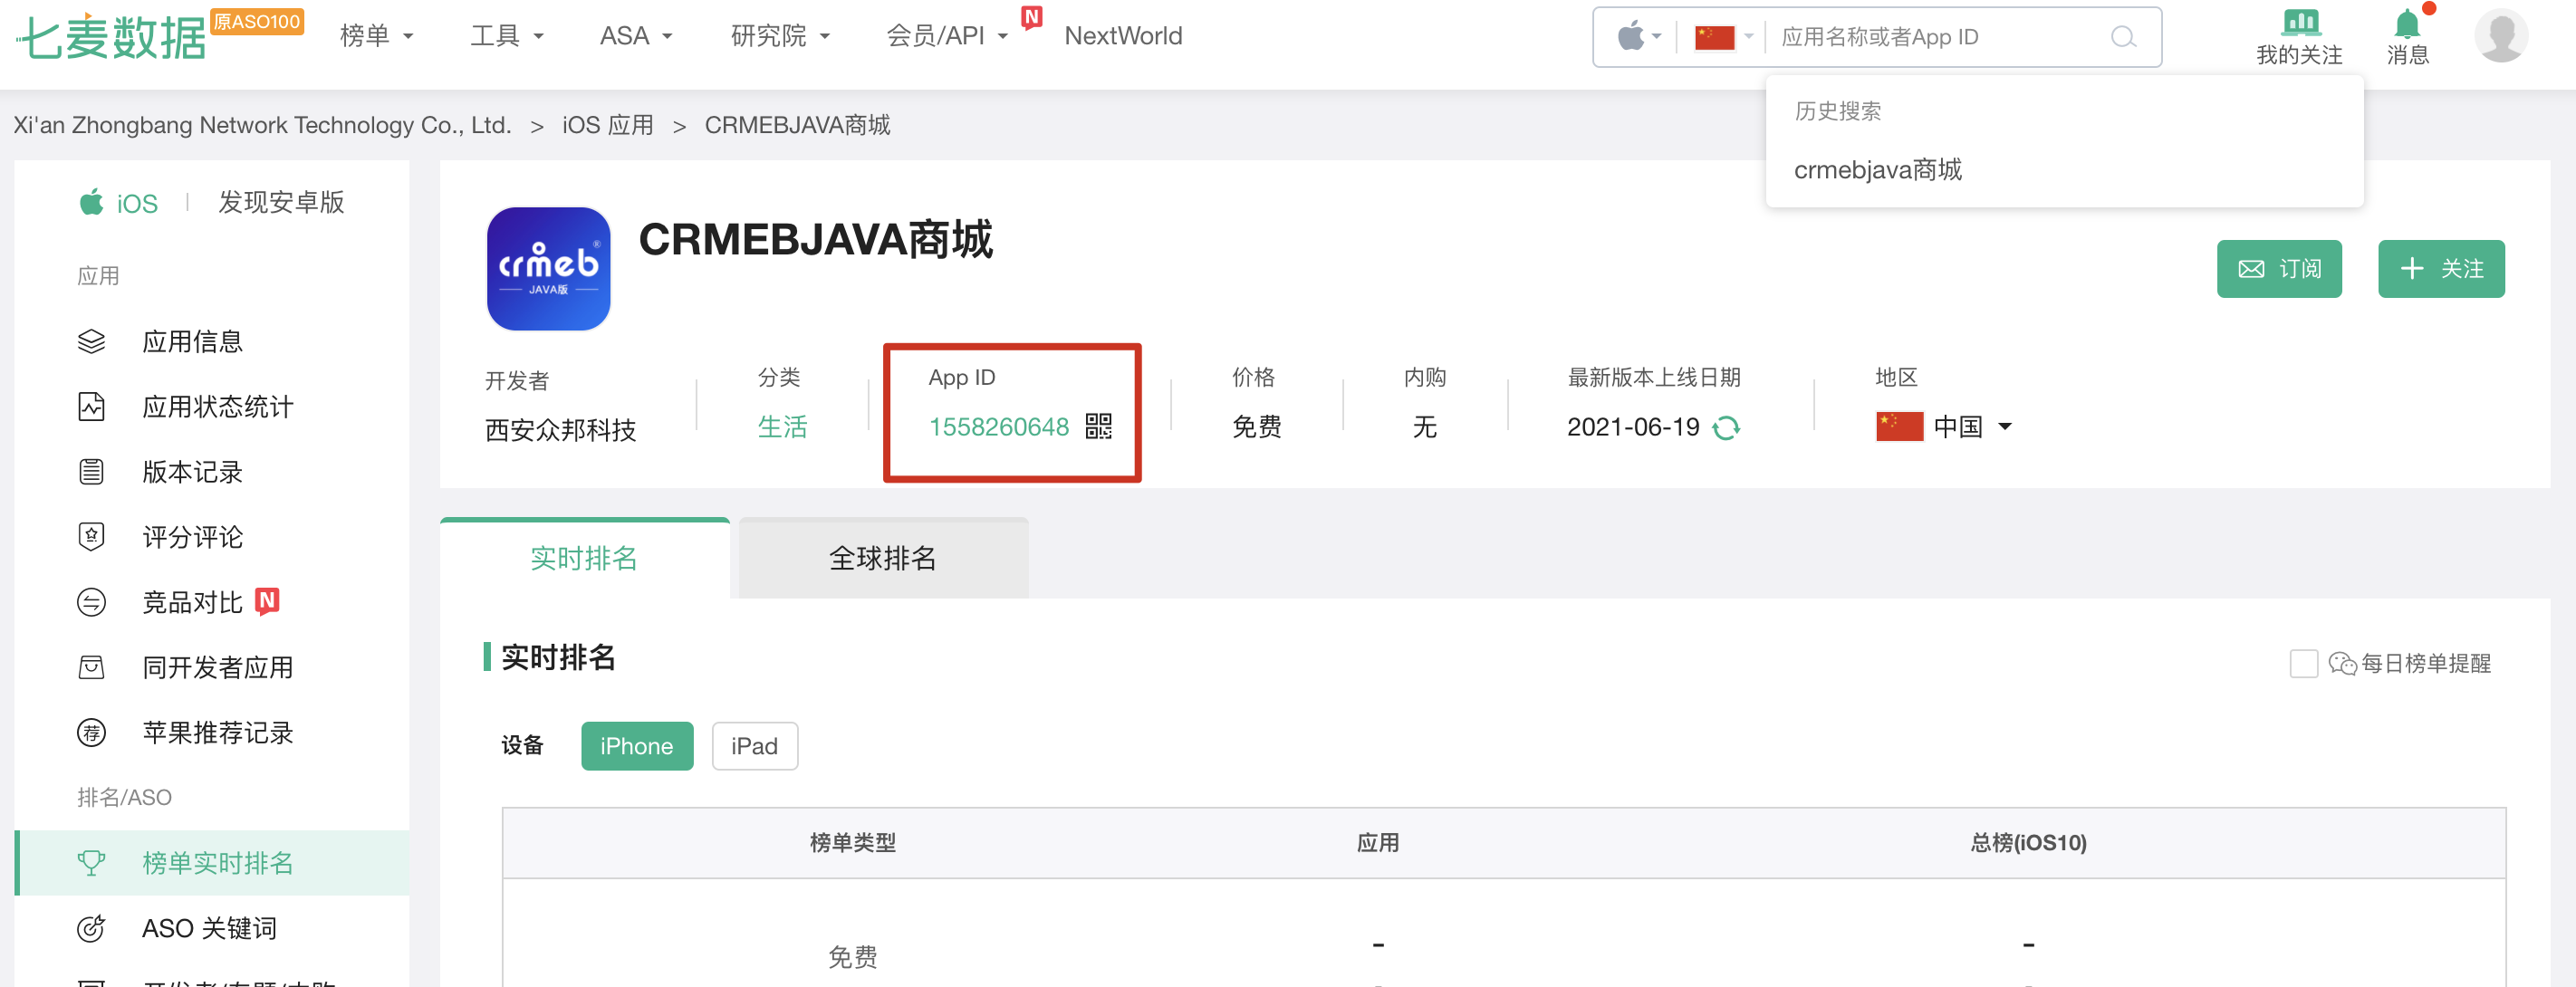 七麦数据 原ASO100 榜单 工具 ASA 研究院 会员/API N NextWorld 应用名称或者App ID 我的关注 消息
历史搜索
crmebjava商城
Xi'an Zhongbang Network Technology Co., Ltd. > iOS 应用 > CRMEBJAVA商城
iOS 发现安卓版
应用
应用信息
应用状态统计
版本记录
评分评论
竞品对比 N
同开发者应用
荐 苹果推荐记录
排名/ASO
榜单实时排名
ASO 关键词
crmeb®
JAVA版
CRMEBJAVA商城
订阅 关注
开发者 分类 App ID 价格 内购 最新版本上线日期 地区
西安众邦科技 生活 1558260648 免费 无 2021-06-19 中国
实时排名 全球排名
实时排名
每日榜单提醒
设备 iPhone iPad
榜单类型 应用 总榜(iOS10)
免费 - -